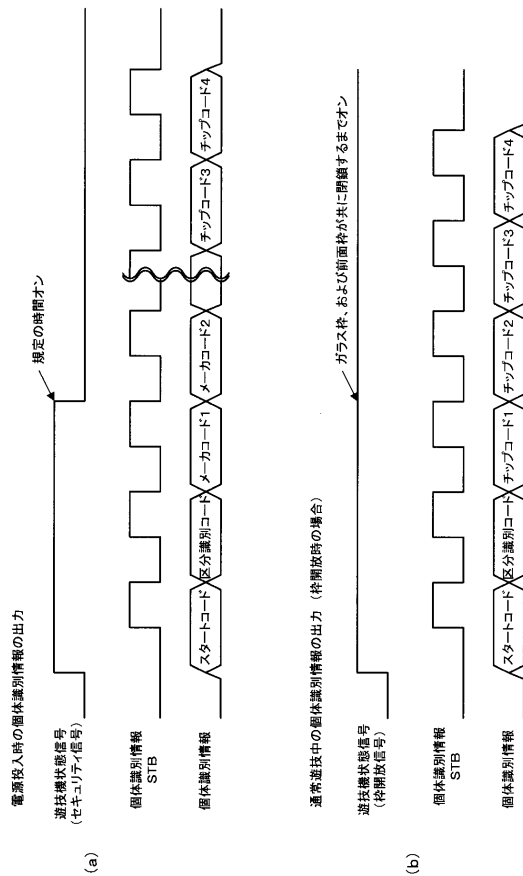 (a)
電源投入時の個体識別情報の出力
遊技機状態信号
(セキュリティ信号)
規定の時間オン
個体識別情報
STB
個体識別情報
スタートコード 区分識別コード メーカコード1 メーカコード2 チップコード3 チップコード4
(b)
通常遊技中の個体識別情報の出力(枠開放時の場合)
遊技機状態信号
(枠開放信号)
ガラス枠、および前面枠が共に閉鎖するまでオン
個体識別情報
STB
個体識別情報
スタートコード 区分識別コード チップコード1 チップコード2 チップコード3 チップコード4